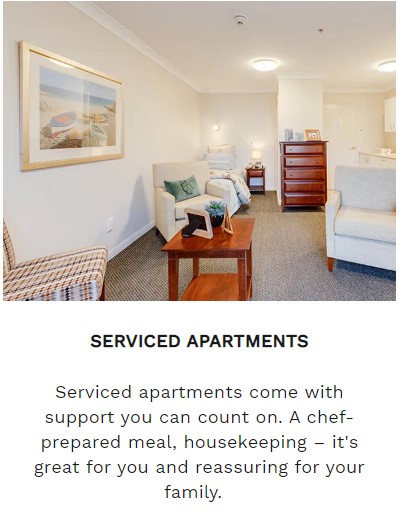 SERVICED APARTMENTS
Serviced apartments come with
support you can count on. A chef-
prepared meal, housekeeping – it's
great for you and reassuring for your
family.